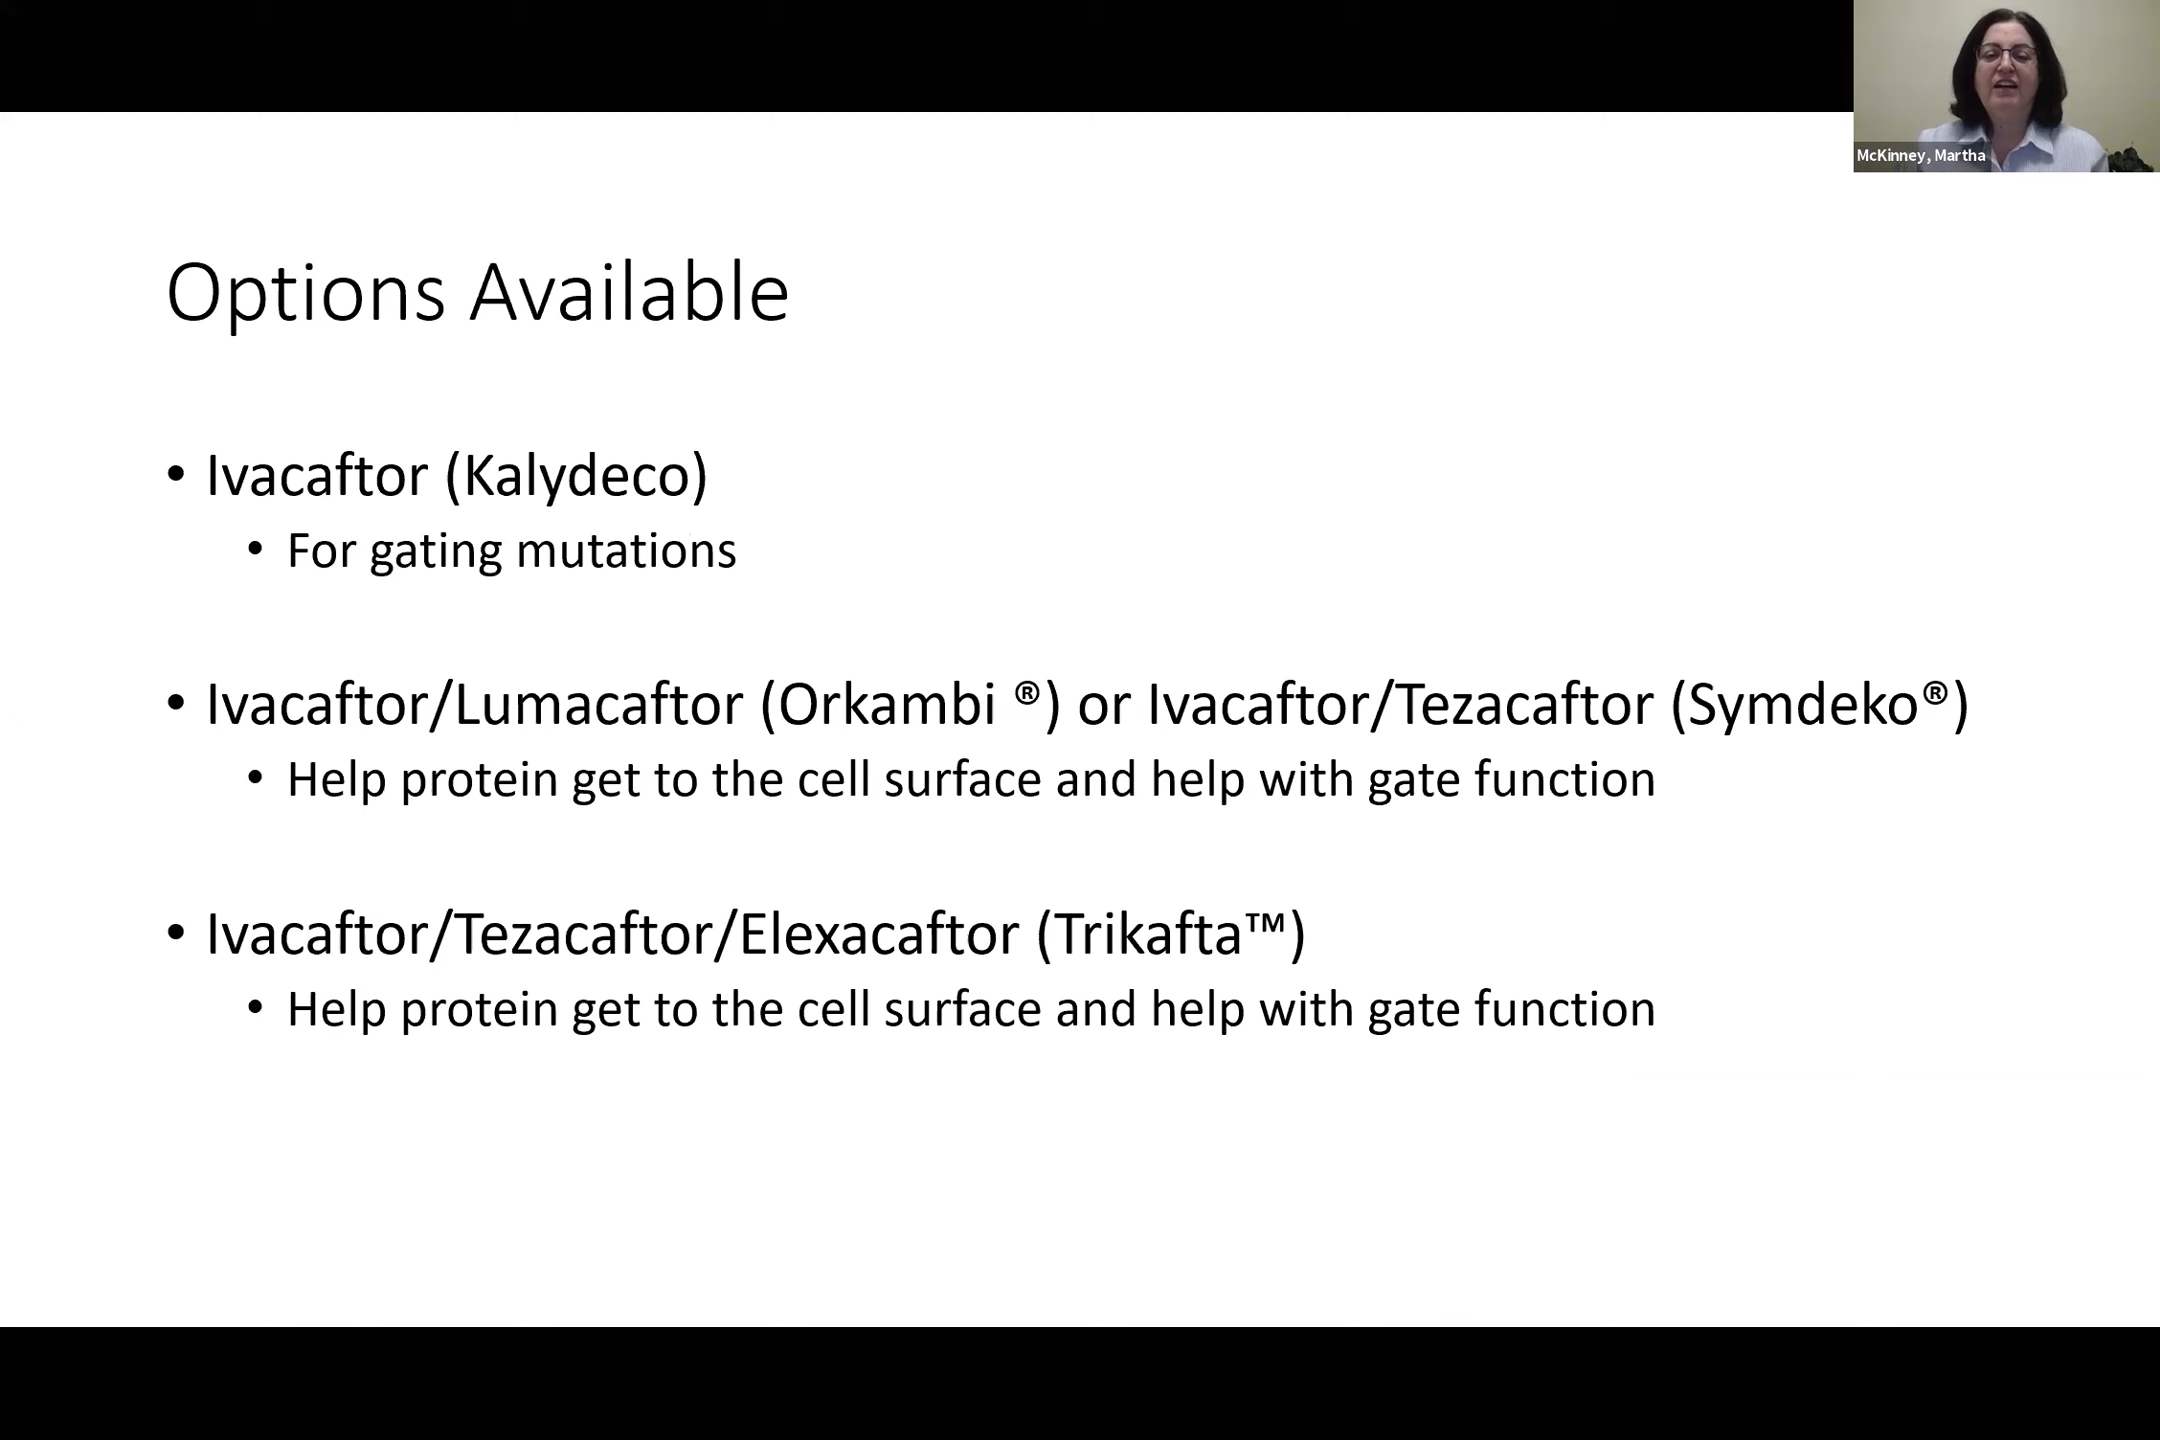 McKinney, Martha
Options Available
• Ivacaftor (Kalydeco)
• For gating mutations
• Ivacaftor/Lumacaftor (Orkambi ®) or Ivacaftor/Tezacaftor (Symdeko®)
• Help protein get to the cell surface and help with gate function
• Ivacaftor/Tezacaftor/Elexacaftor (Trikafta™)
• Help protein get to the cell surface and help with gate function